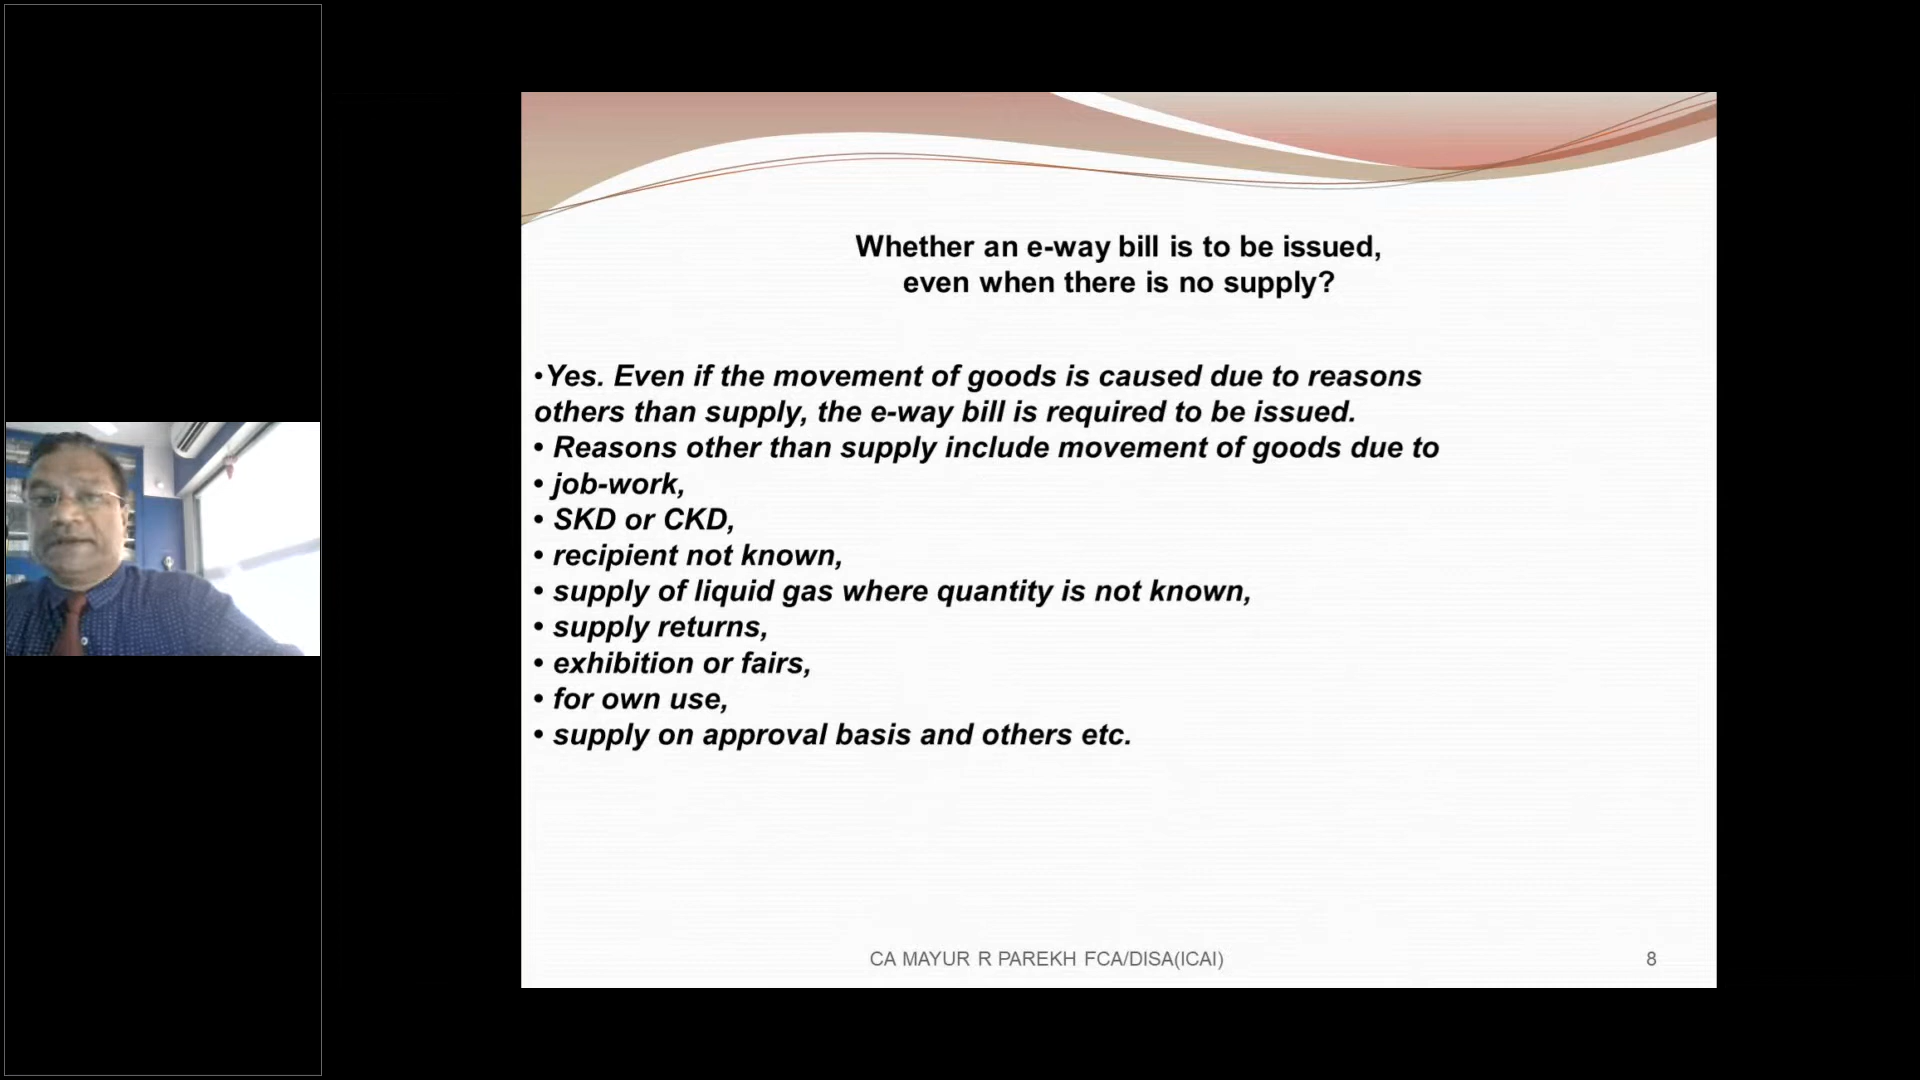 Whether an e-way bill is to be issued,
even when there is no supply?
•Yes. Even if the movement of goods is caused due to reasons
others than supply, the e-way bill is required to be issued.
• Reasons other than supply include movement of goods due to
• job-work,
• SKD or CKD,
• recipient not known,
• supply of liquid gas where quantity is not known,
• supply returns,
• exhibition or fairs,
• for own use,
• supply on approval basis and others etc.
CA MAYUR R PAREKH FCA/DISA(ICAI)
8